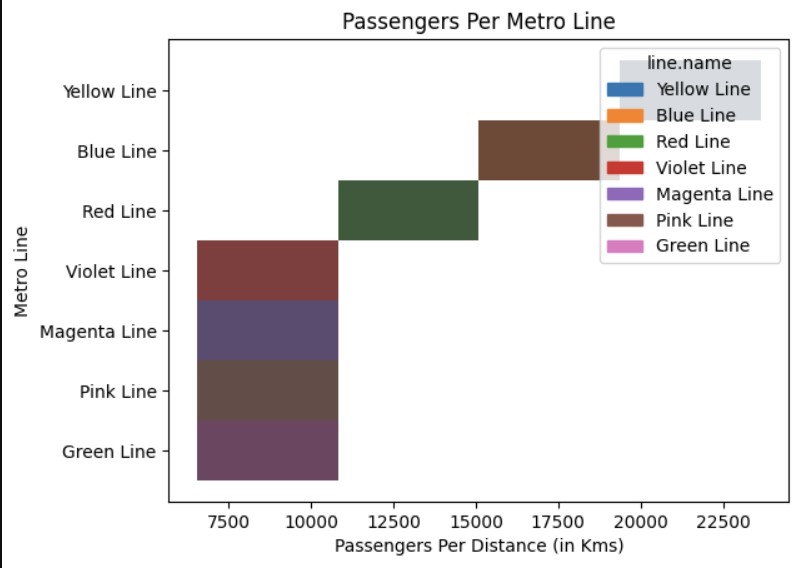 Passengers Per Metro Line
line.name
Yellow Line
Blue Line
Red Line
Violet Line
Magenta Line
Pink Line
Green Line
Metro Line
Yellow Line
Blue Line
Red Line
Violet Line
Magenta Line
Pink Line
Green Line
7500 10000 12500 15000 17500 20000 22500
Passengers Per Distance (in Kms)